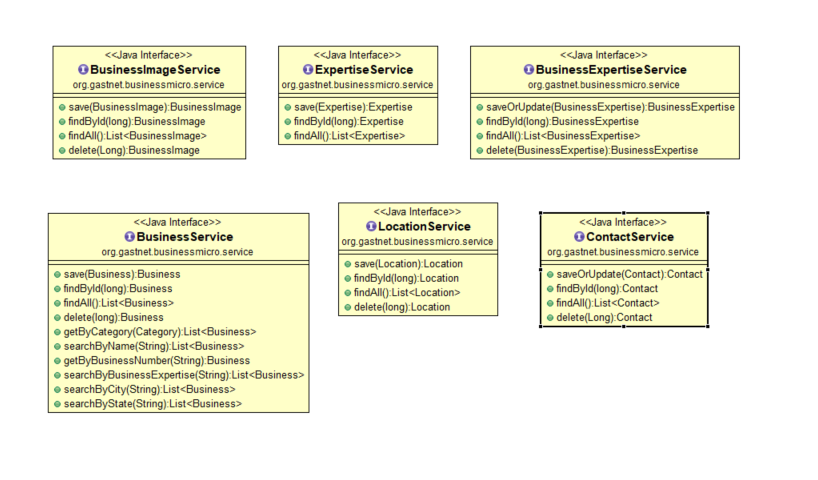 <<Java Interface>>
BusinessImageService
org.gastnet.businessmicro.service
save(BusinessImage):BusinessImage
findById(long):BusinessImage
findAll():List<BusinessImage>
delete(Long):BusinessImage
<<Java Interface>>
ExpertiseService
org.gastnet.businessmicro.service
save(Expertise):Expertise
findById(long):Expertise
findAll():List<Expertise>
<<Java Interface>>
BusinessExpertiseService
org.gastnet.businessmicro.service
saveOrUpdate(BusinessExpertise):BusinessExpertise
findById(long):BusinessExpertise
findAll():List<BusinessExpertise>
delete(BusinessExpertise):BusinessExpertise
<<Java Interface>>
BusinessService
org.gastnet.businessmicro.service
save(Business):Business
findById(long):Business
findAll():List<Business>
delete(long):Business
getByCategory(Category):List<Business>
searchByName(String):List<Business>
getByBusinessNumber(String):Business
searchByBusinessExpertise(String):List<Business>
searchByCity(String):List<Business>
searchByState(String):List<Business>
<<Java Interface>>
LocationService
org.gastnet.businessmicro.service
save(Location):Location
findById(long):Location
findAll():List<Location>
delete(long):Location
<<Java Interface>>
ContactService
org.gastnet.businessmicro.service
saveOrUpdate(Contact):Contact
findById(long):Contact
findAll():List<Contact>
delete(Long):Contact